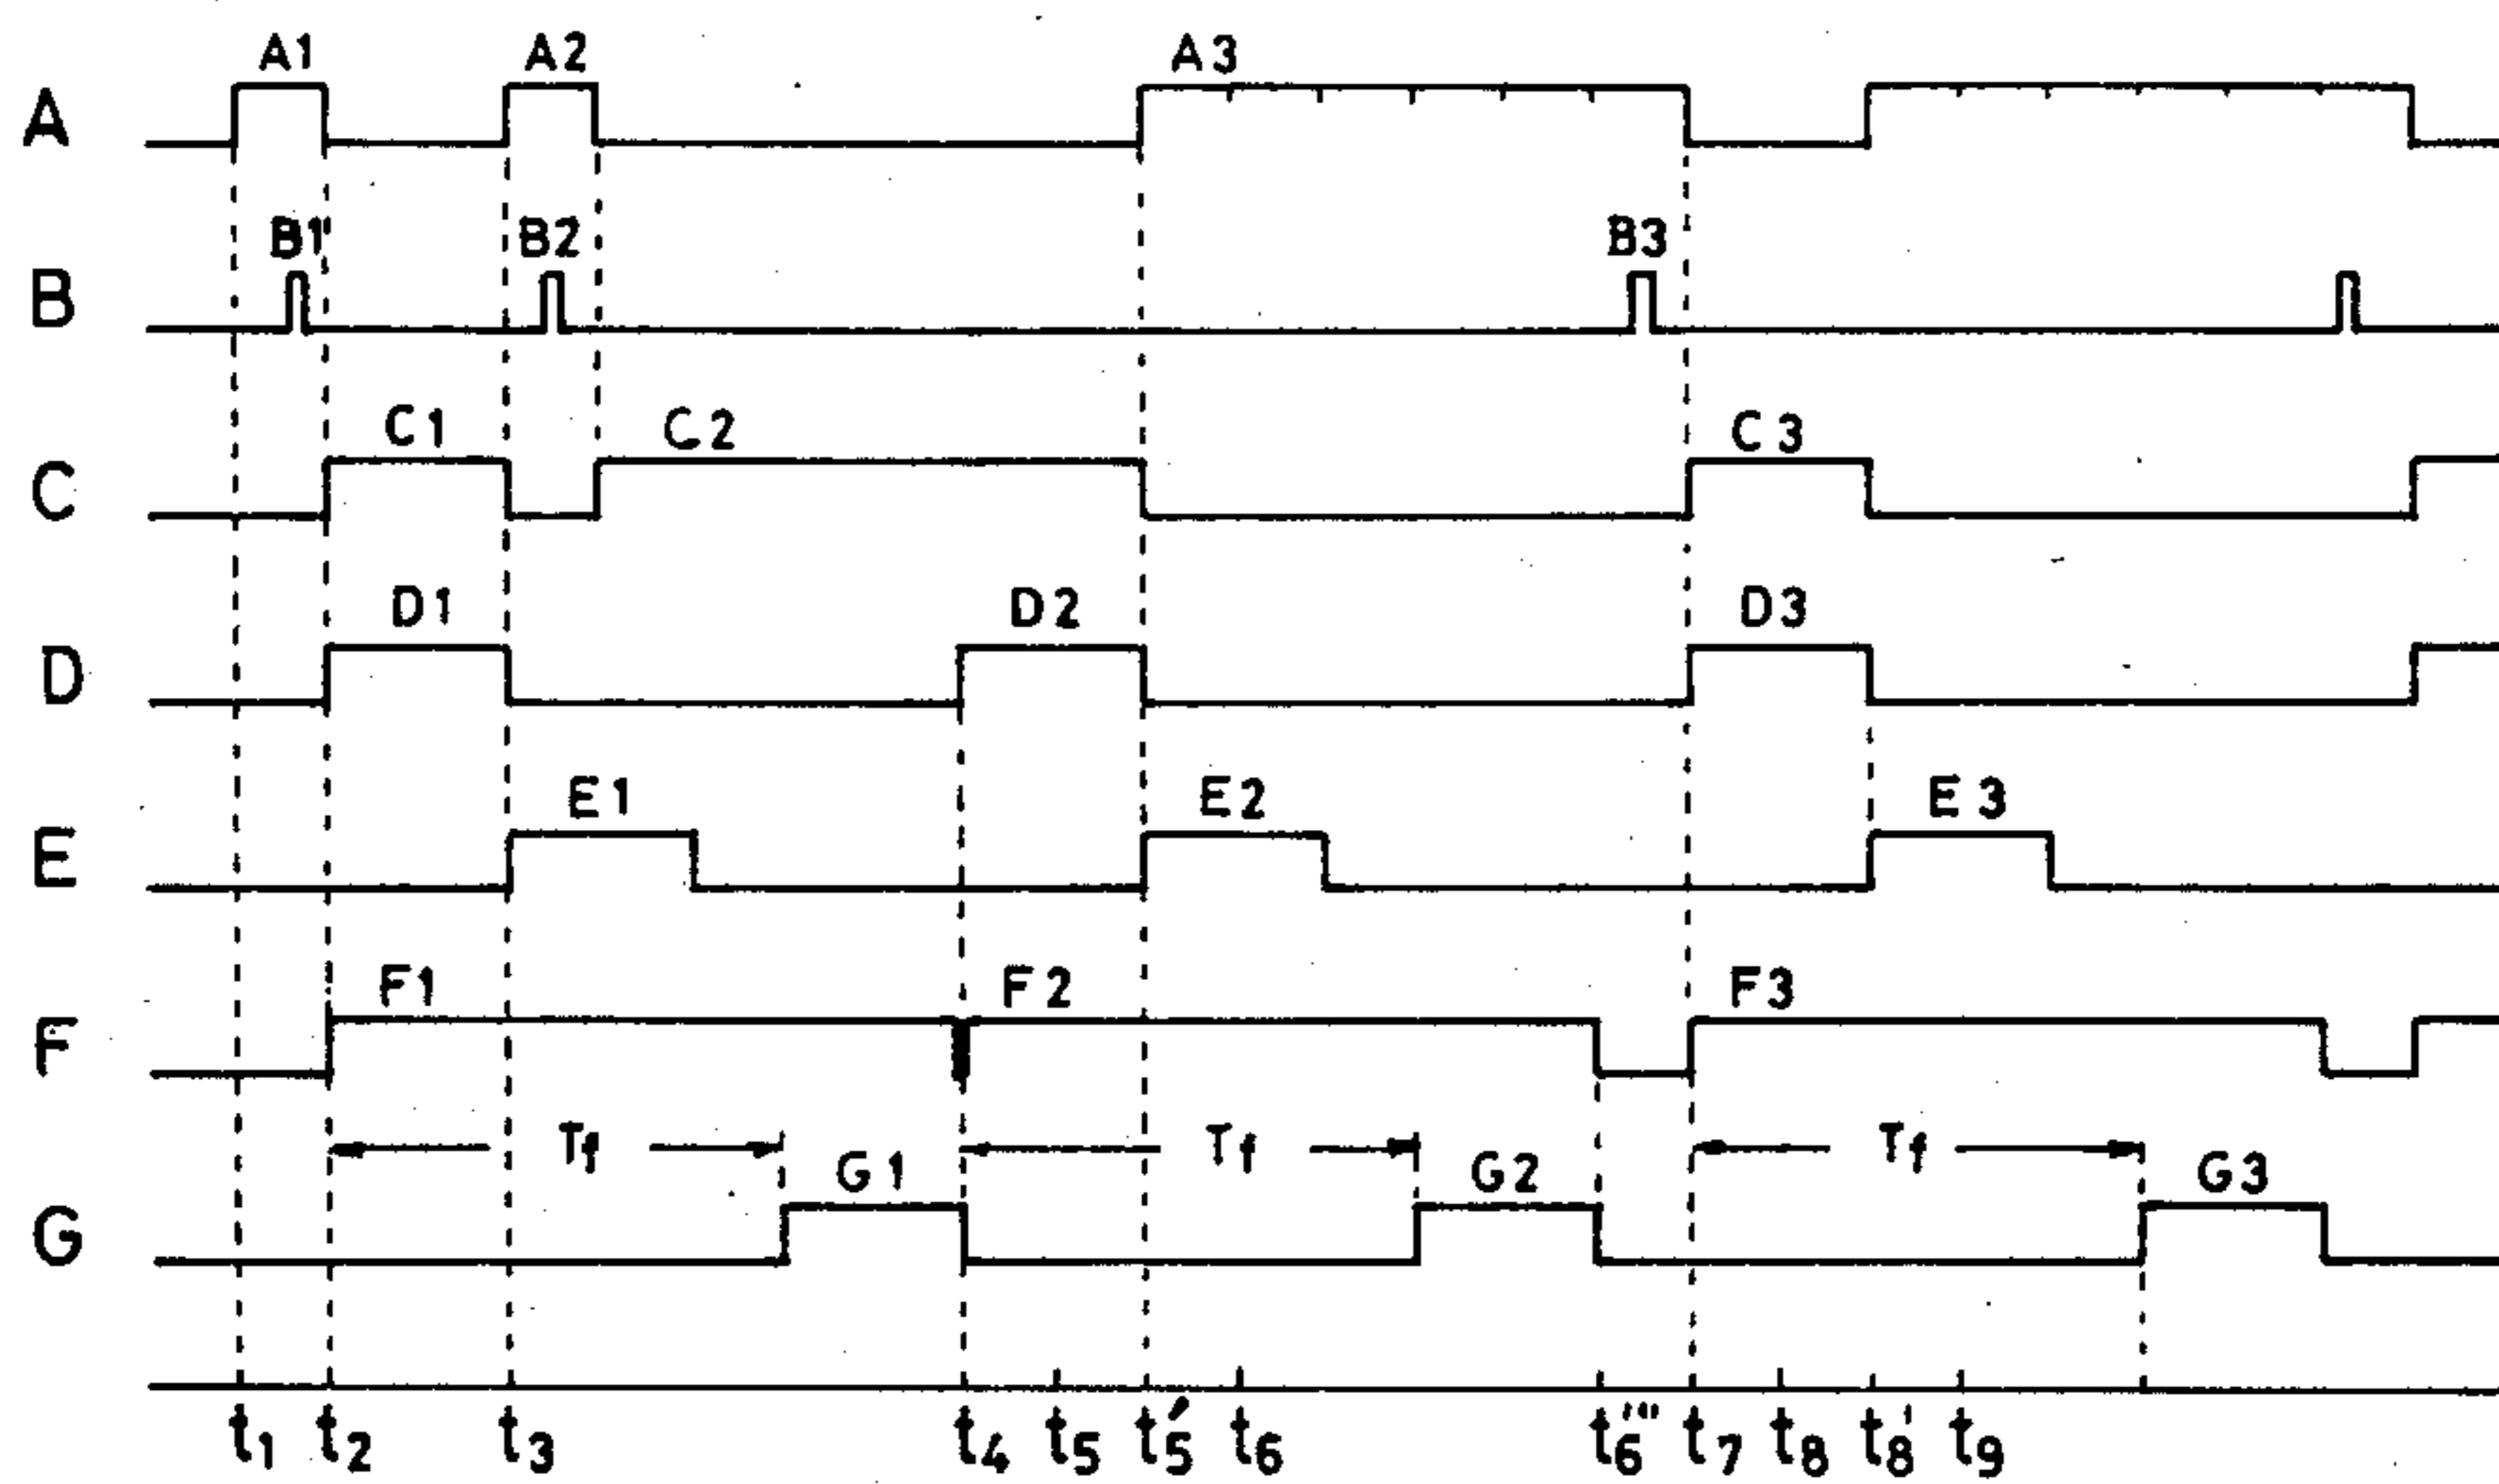 A1 A2 A3
A
B1 B2 B3
B
C1 C2 C3
C
D1 D2 D3
D
E1 E2 E3
E
F1 F2 F3
F
Tf Tf Tf
G1 G2 G3
G
t1 t2 t3 t4 t5 t5' t6 t6'''' t7 t8 t8' t9